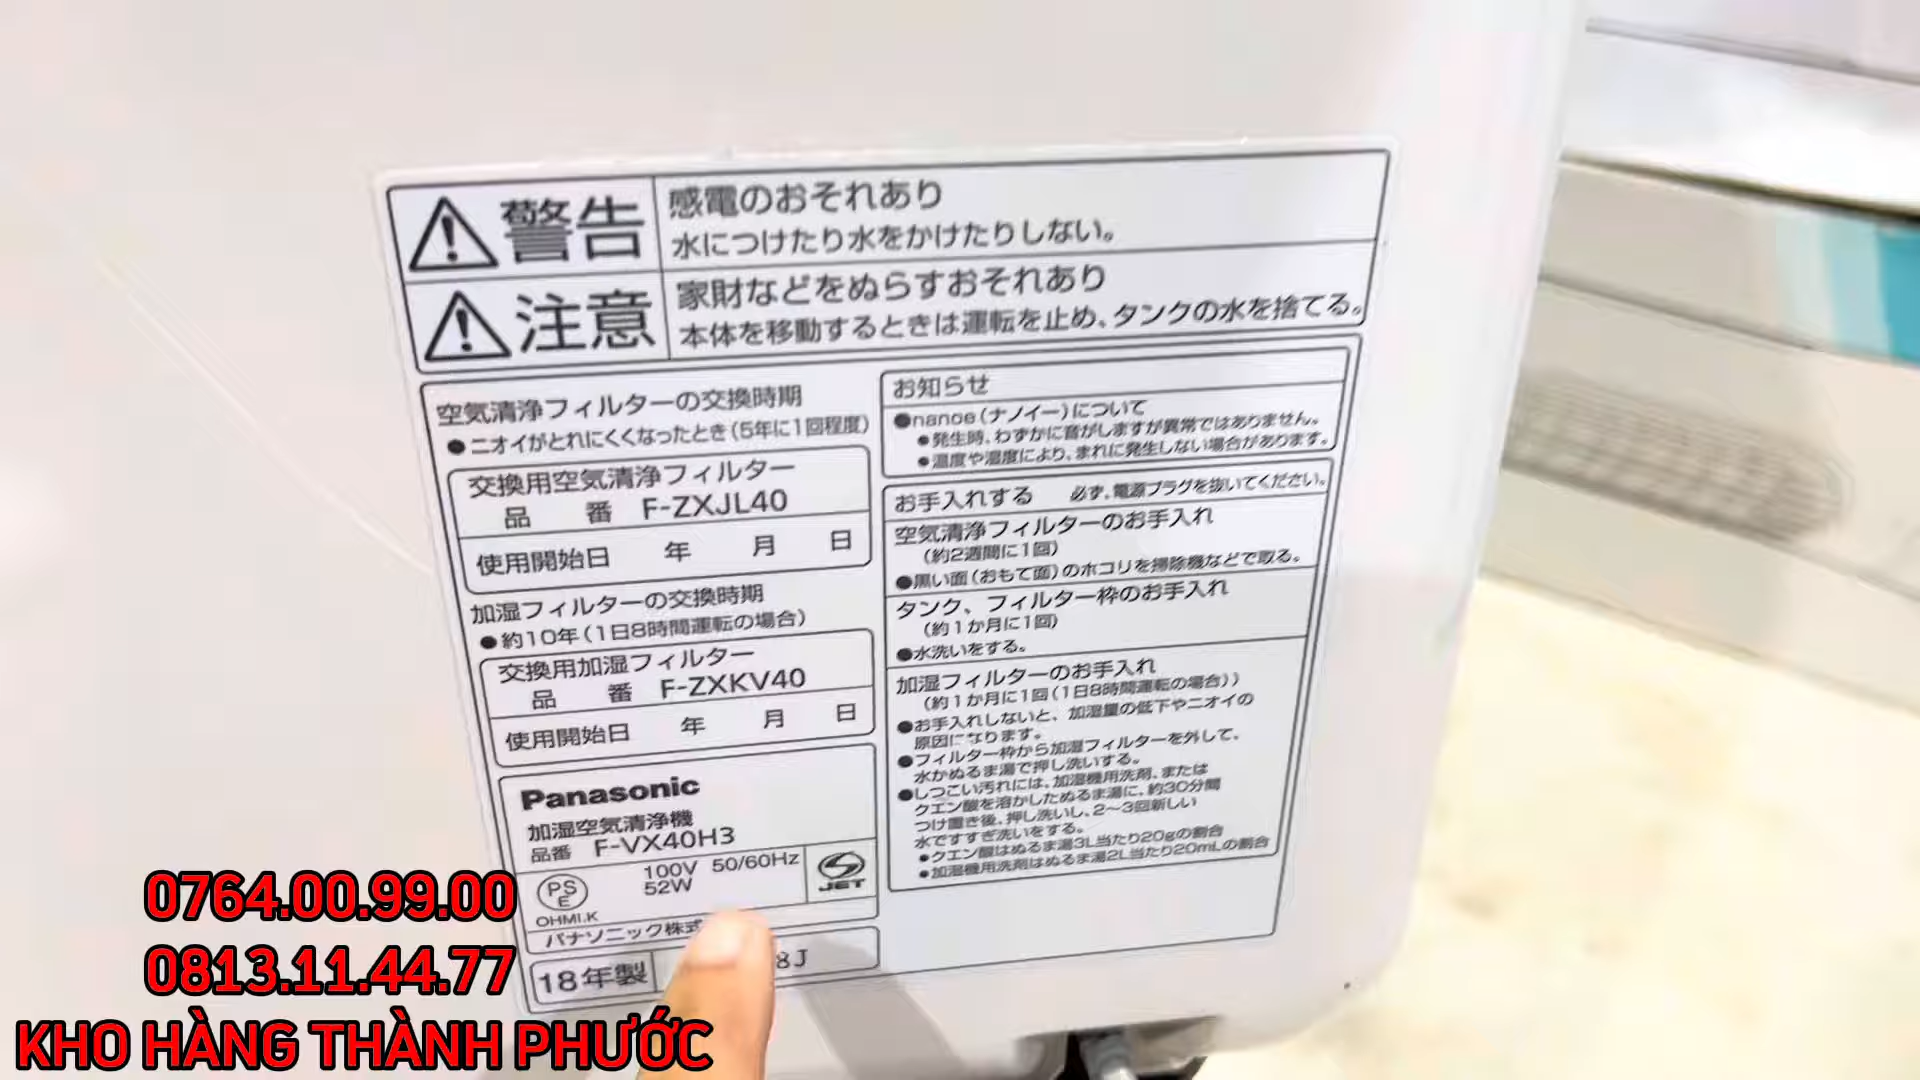 警告
感電のおそれあり
水につけたり水をかけたりしない。
注意
家財などをぬらすおそれあり
本体を移動するときは運転を止め、タンクの水を捨てる。
空気清浄フィルターの交換時期
●ニオイがとれにくくなったとき(5年に1回程度)
交換用空気清浄フィルター
品 番 F-ZXJL40
使用開始日 年 月 日
加湿フィルターの交換時期
●約10年(1日8時間運転の場合)
交換用加湿フィルター
品 番 F-ZXKV40
使用開始日 年 月 日
Panasonic
加湿空気清浄機
品番 F-VX40H3
100V 50/60Hz
52W
PS
E
OHMI.K
JET
パナソニック株式
18年製
8J
お知らせ
●nanoe(ナノイー)について
●発生時、わずかに音がしますが異常ではありません。
●温度や湿度により、まれに発生しない場合があります。
お手入れする 必ず、電源プラグを抜いてください。
空気清浄フィルターのお手入れ
(約2週間に1回)
●黒い面(おもて面)のホコリを掃除機などで取る。
タンク、フィルター枠のお手入れ
(約1か月に1回)
●水洗いをする。
加湿フィルターのお手入れ
(約1か月に1回(1日8時間運転の場合))
●お手入れしないと、加湿量の低下やニオイの
原因になります。
●フィルター枠から加湿フィルターを外して、
水かぬるま湯で押し洗いする。
●しつこい汚れには、加湿機用洗剤、または
クエン酸を溶かしたぬるま湯に、約30分間
つけ置き後、押し洗いし、2～3回新しい
水ですすぎ洗いをする。
●クエン酸はぬるま湯3L当たり20gの割合
●加湿機用洗剤はぬるま湯2L当たり20mLの割合
0764.00.99.00
0813.11.44.77
KHO HÀNG THÀNH PHƯỚC